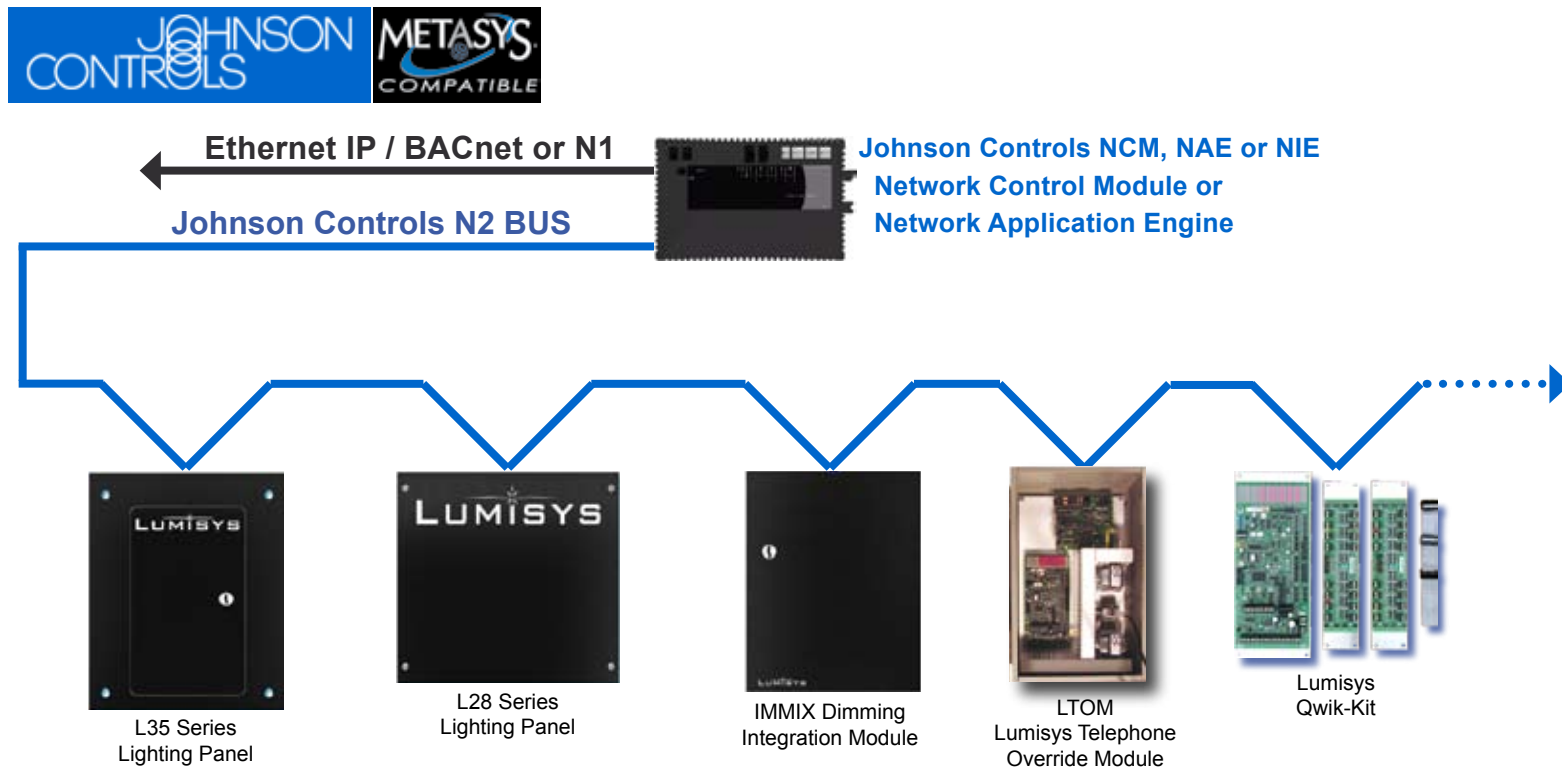 JOHNSON
CONTROLS
METASYS
COMPATIBLE
Ethernet IP / BACnet or N1
Johnson Controls NCM, NAE or NIE
Network Control Module or
Network Application Engine
Johnson Controls N2 BUS
LUMISYS
LUMISYS
LUMISYS
L35 Series
Lighting Panel
L28 Series
Lighting Panel
IMMIX Dimming
Integration Module
LTOM
Lumisys Telephone
Override Module
Lumisys
Qwik-Kit